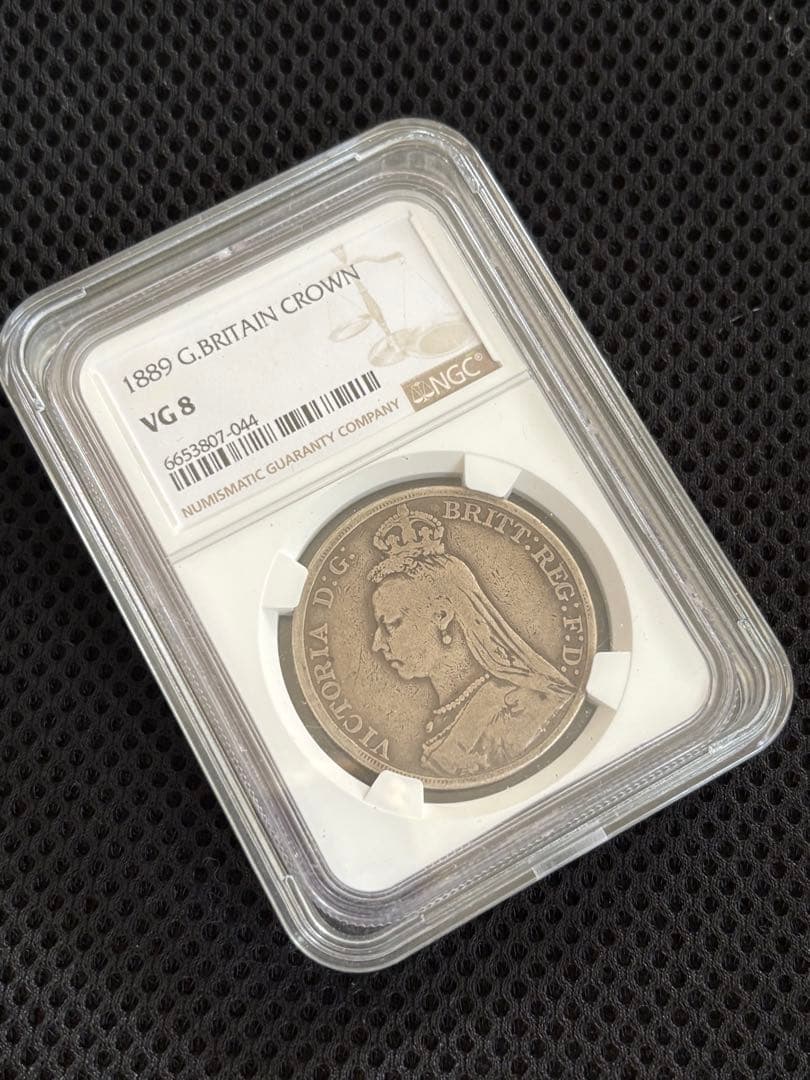 1889 G.BRITAIN CROWN
VG 8
6653807-044
NGC®
NUMISMATIC GUARANTY COMPANY
VICTORIA D:G: BRITT:REG:F:D: